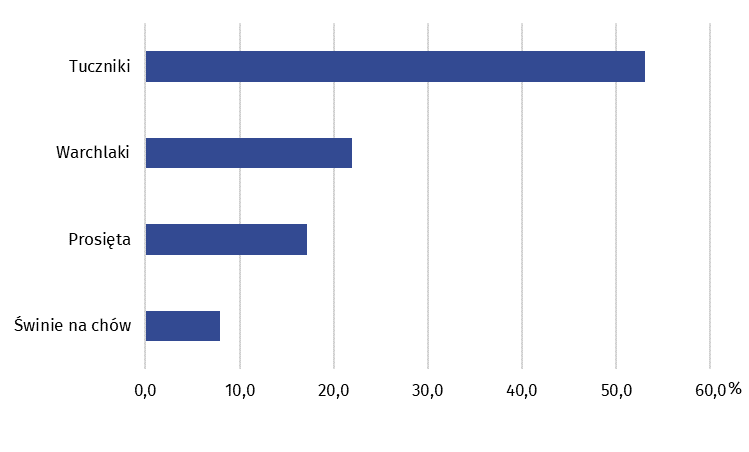 Tuczniki
Warchlaki
Prosięta
Świnie na chów
0,0 10,0 20,0 30,0 40,0 50,0 60,0 %